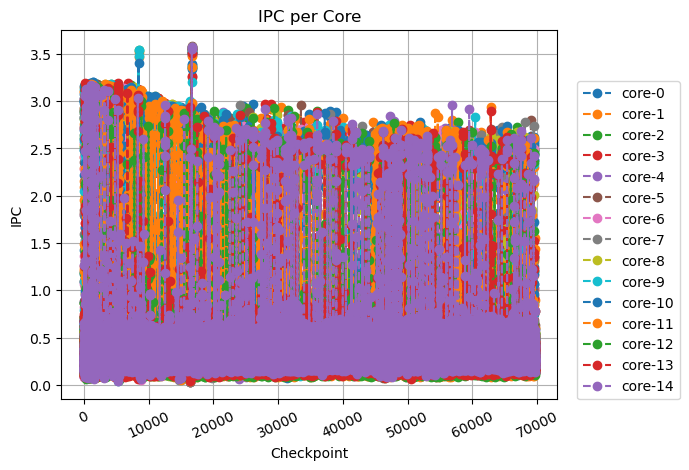 IPC per Core
IPC
3.5
3.0
2.5
2.0
1.5
1.0
0.5
0.0
0
10000
20000
30000
40000
50000
60000
70000
Checkpoint
core-0
core-1
core-2
core-3
core-4
core-5
core-6
core-7
core-8
core-9
core-10
core-11
core-12
core-13
core-14